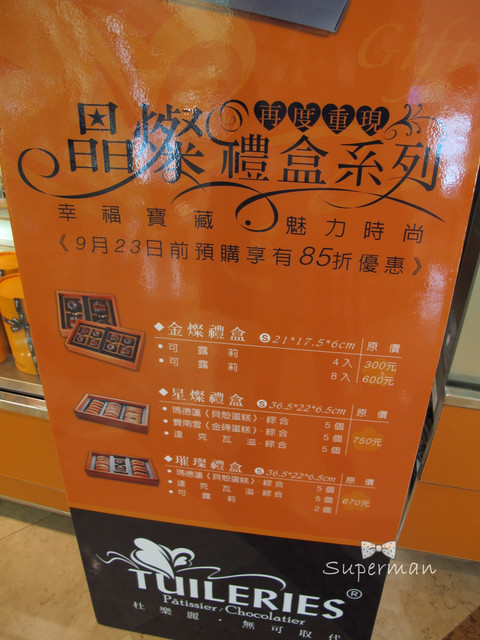 Gift
再度重現
晶燦禮盒系列
幸福寶藏.魅力時尚
《9月23日前預購享有85折優惠》
◆金燦禮盒 Ⓢ21*17.5*6cm 原價
•可露莉 4入 300元
•可露莉 8入 600元
◆星燦禮盒 Ⓢ36.5*22*6.5cm 原價
•瑪德蓮〈貝殼蛋糕〉-綜合 5個
•費南雪〈金磚蛋糕〉-綜合 5個 750元
•達克瓦滋-綜合 5個
◆璀璨禮盒 Ⓢ36.5*22*6.5cm 原價
•瑪德蓮〈貝殼蛋糕〉-綜合 5個
•達克瓦滋-綜合 5個 670元
•可露莉 2個
TUILERIES®
Pâtissier/Chocolatier
杜樂麗.無可取代
Superman